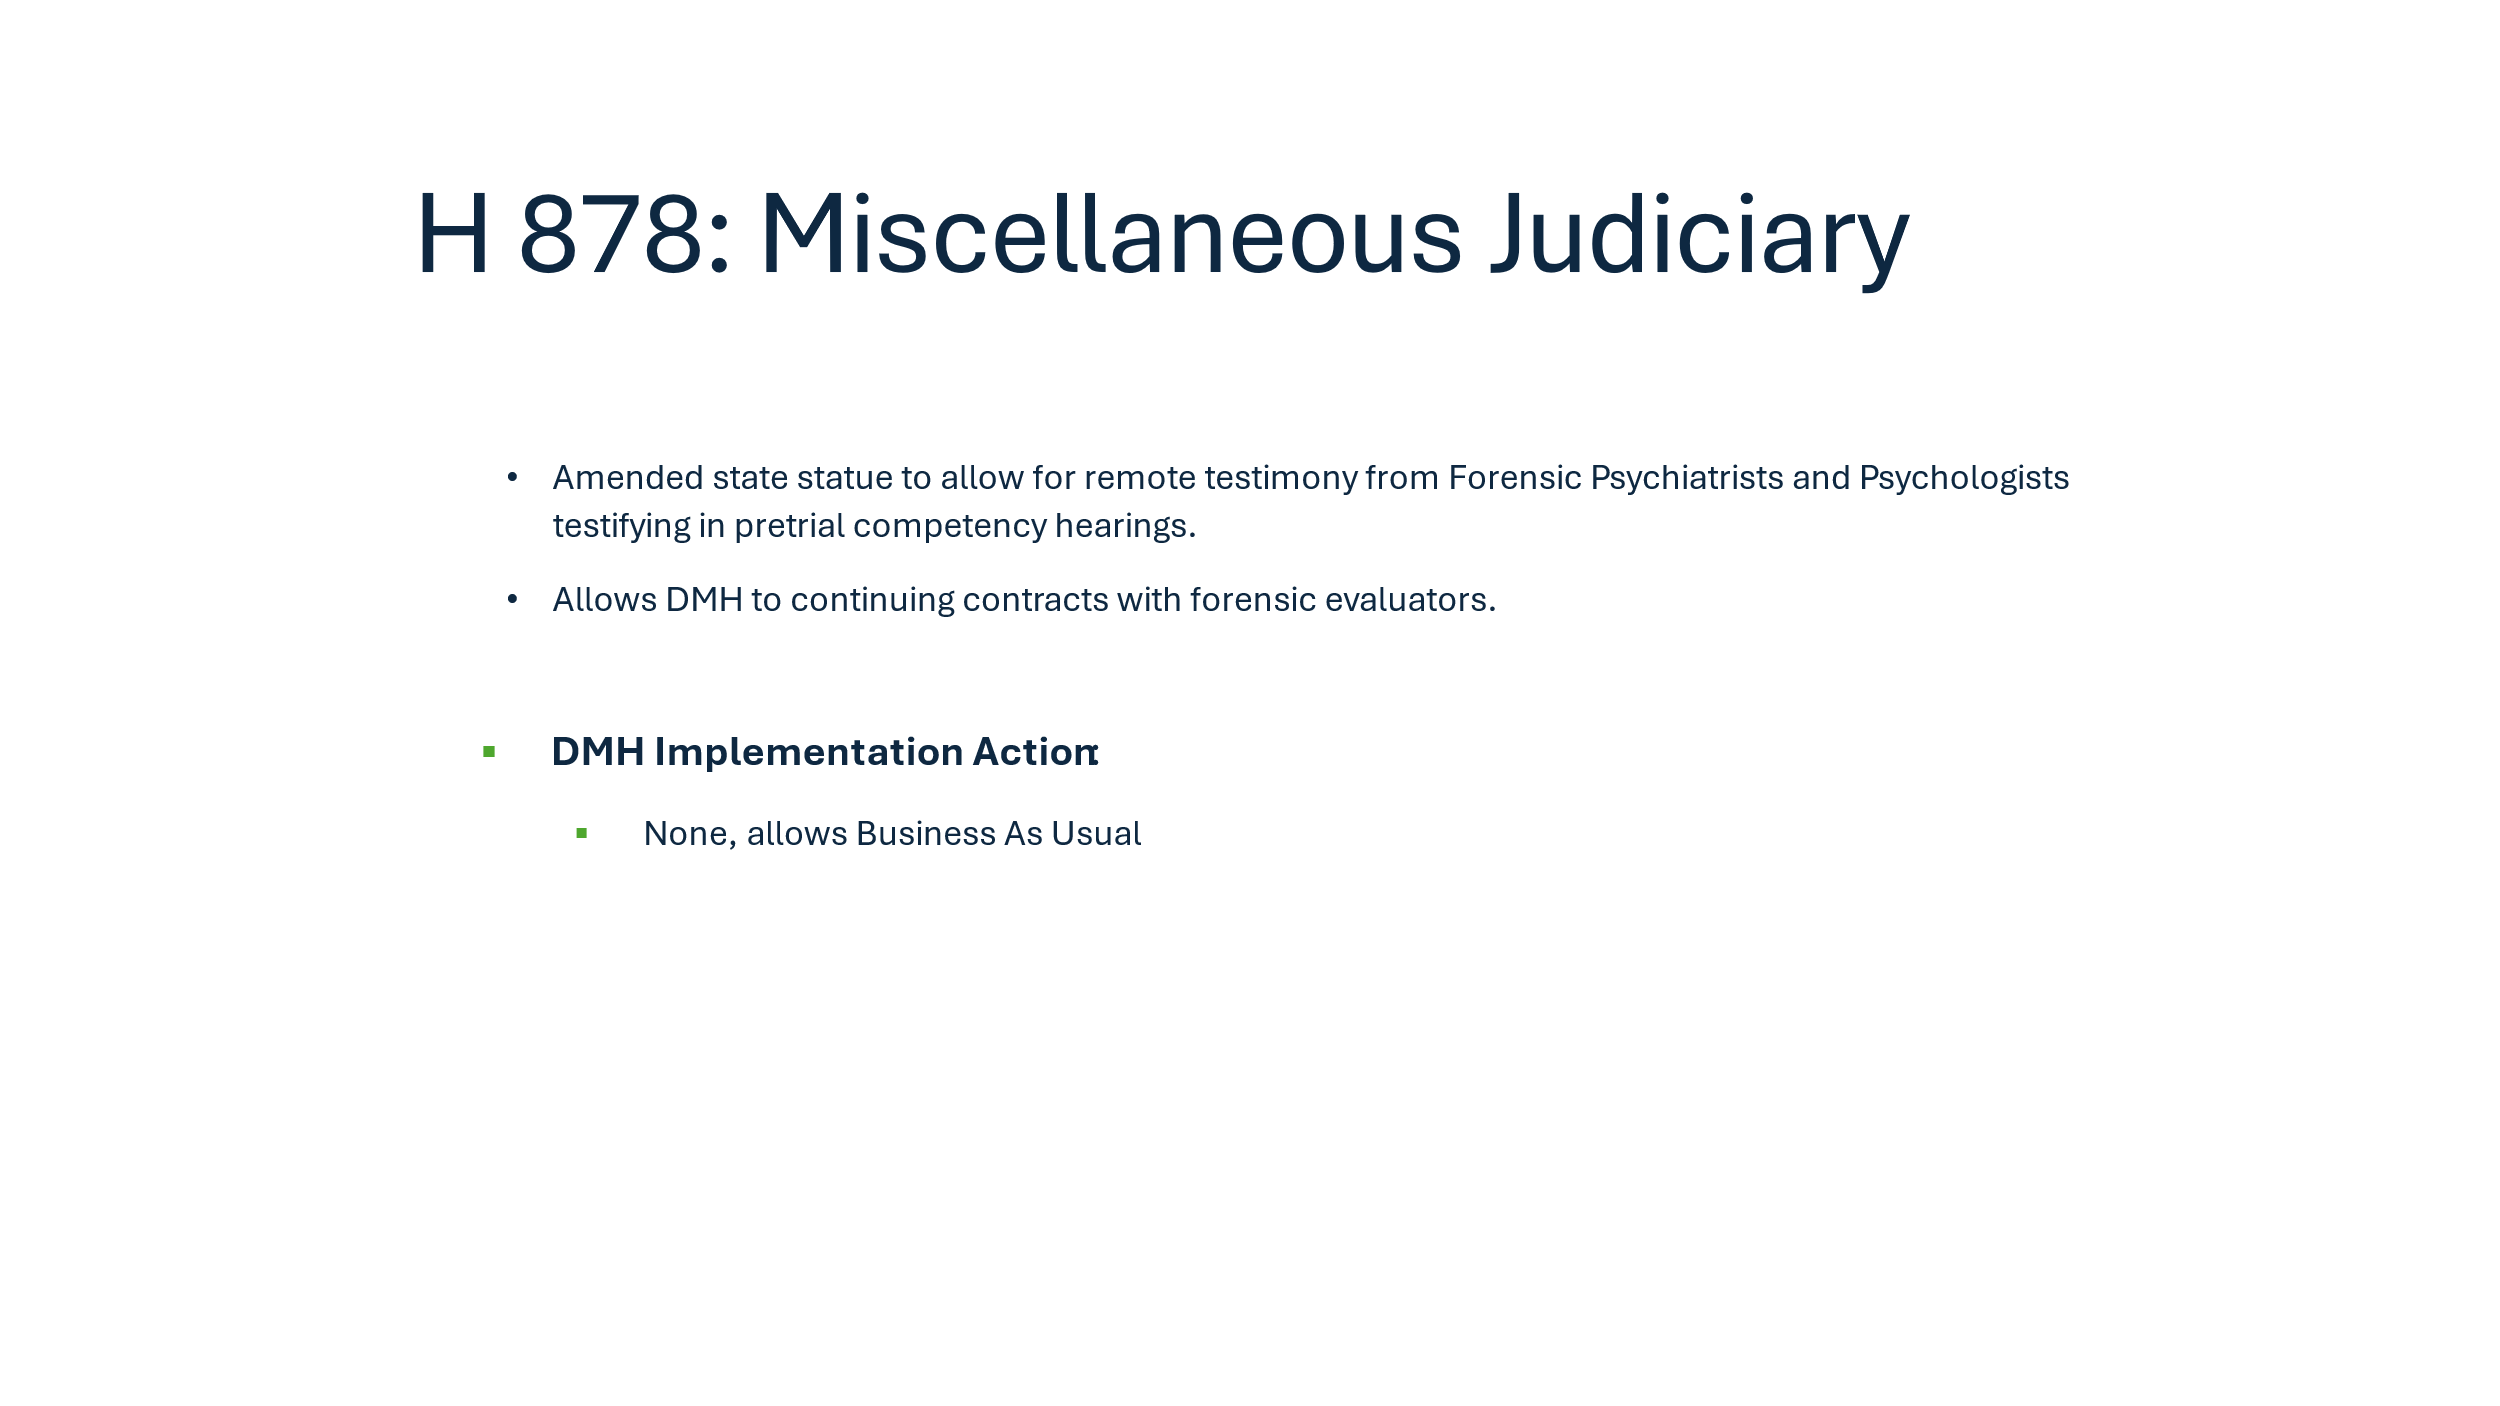 H 878: Miscellaneous Judiciary
• Amended state statue to allow for remote testimony from Forensic Psychiatrists and Psychologists
testifying in pretrial competency hearings.
• Allows DMH to continuing contracts with forensic evaluators.
▪ DMH Implementation Action:
▪ None, allows Business As Usual